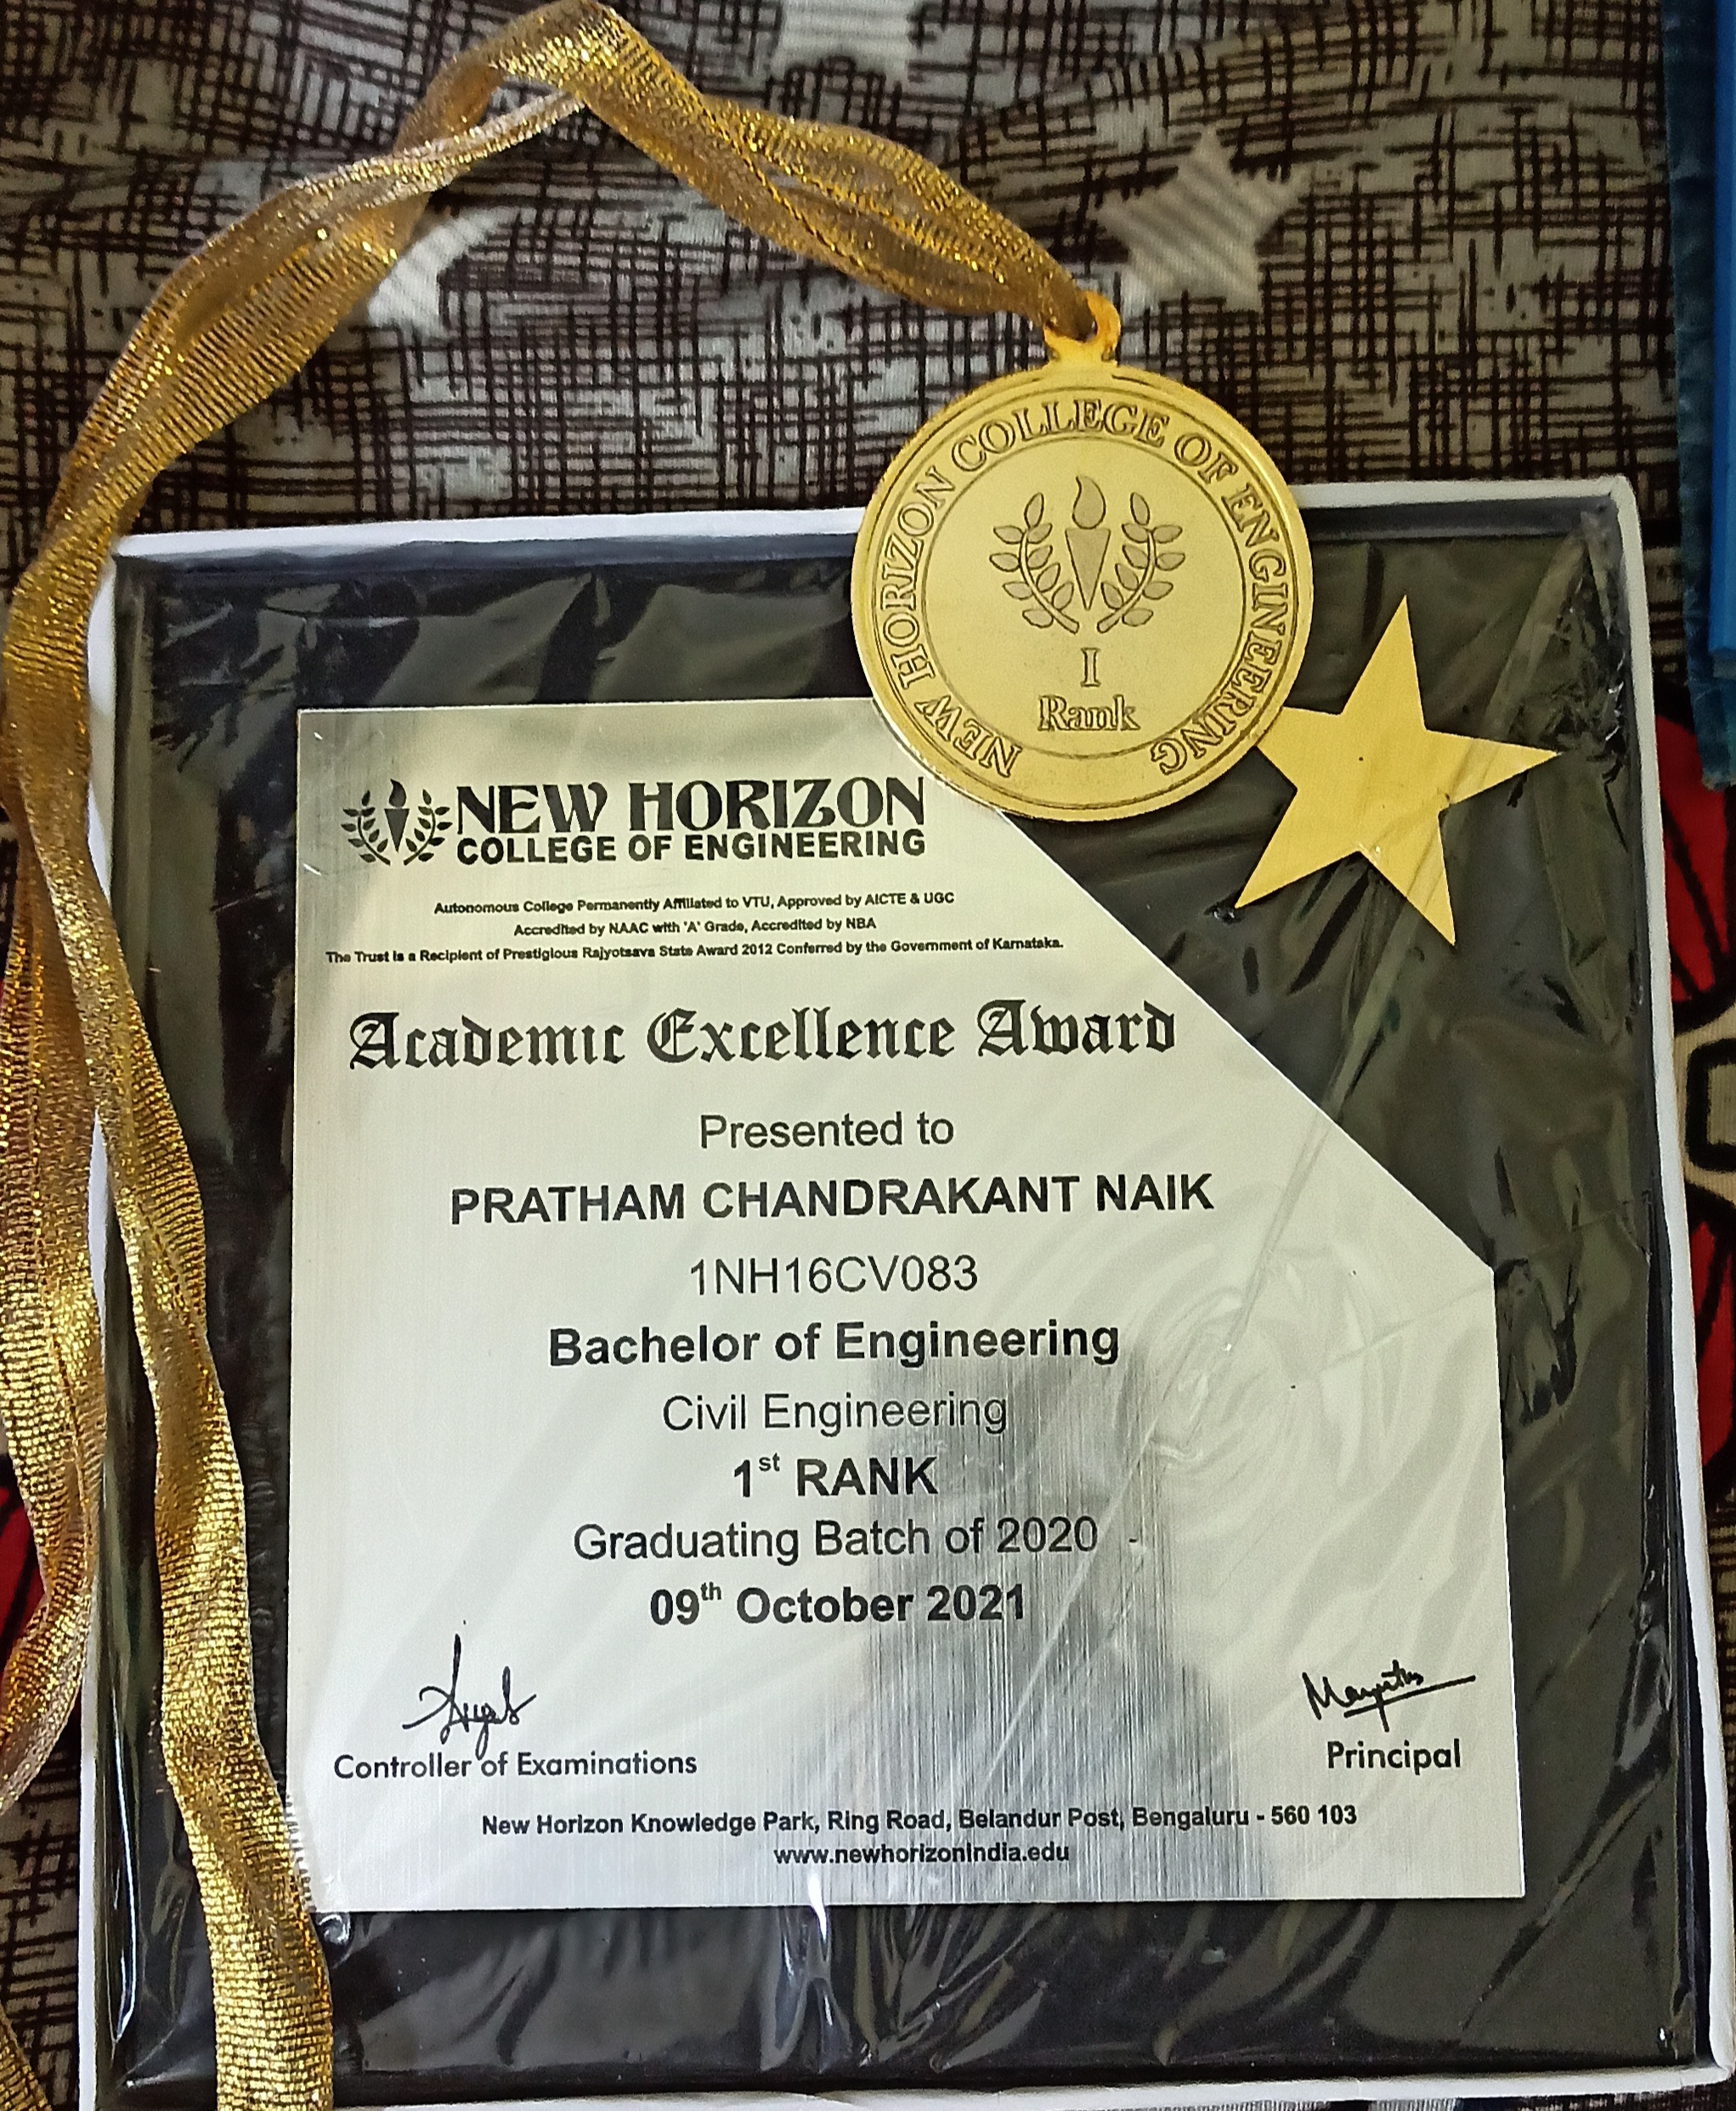 NEW HORIZON COLLEGE OF ENGINEERING
I
Rank
NEW HORIZON
COLLEGE OF ENGINEERING
Autonomous College Permanently Affiliated to VTU, Approved by AICTE & UGC
Accredited by NAAC with 'A' Grade, Accredited by NBA
The Trust is a Recipient of Prestigious Rajyotsava State Award 2012 Conferred by the Government of Karnataka.
Academic Excellence Award
Presented to
PRATHAM CHANDRAKANT NAIK
1NH16CV083
Bachelor of Engineering
Civil Engineering
1st RANK
Graduating Batch of 2020
09th October 2021
Controller of Examinations
Principal
New Horizon Knowledge Park, Ring Road, Belandur Post, Bengaluru - 560 103
www.newhorizonindia.edu